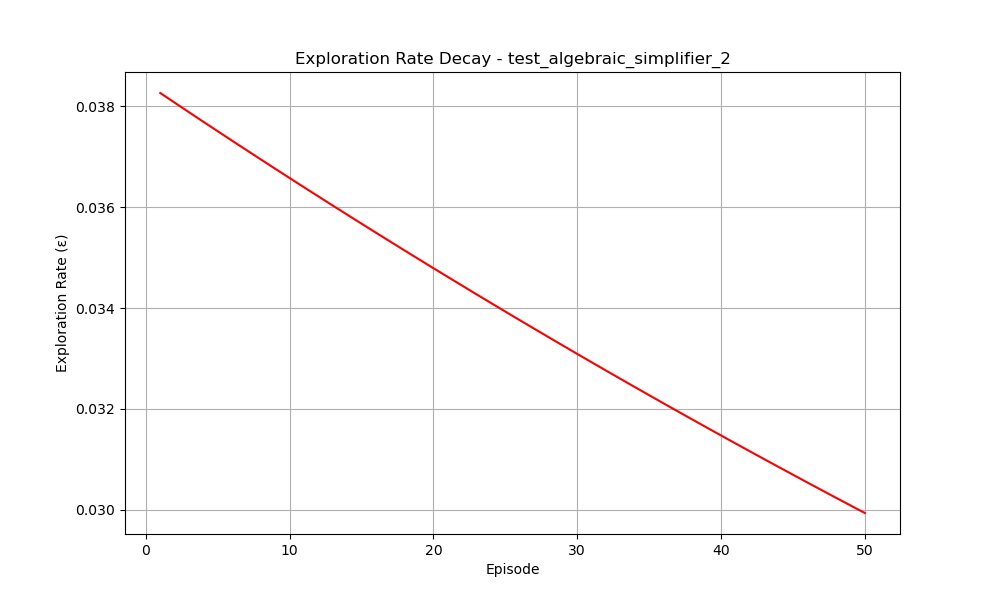 Exploration Rate Decay - test_algebraic_simplifier_2
Exploration Rate (ε)
0.038
0.036
0.034
0.032
0.030
0 10 20 30 40 50
Episode